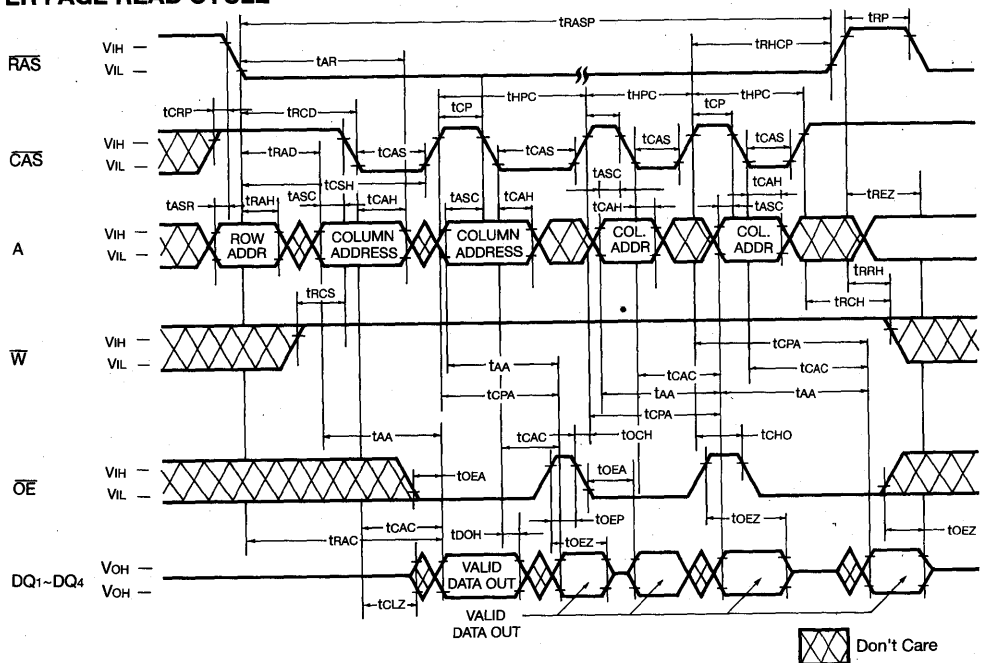 tRASP
tRP
VIH
RAS
VIL
tAR
tRHCP
tCRP
tRCD
tCP
tHPC
tHPC
tCP
tHPC
VIH
CAS
VIL
tRAD
tCAS
tCAS
tCAS
tCAS
tCSH
tASC
tASR
tRAH
tASC
tCAH
tASC
tCAH
tCAH
tCAH
tASC
tREZ
VIH
A
VIL
ROW
ADDR
COLUMN
ADDRESS
COLUMN
ADDRESS
COL.
ADDR
COL.
ADDR
tRRH
tRCS
tRCH
VIH
W
VIL
tCPA
tAA
tCAC
tCAC
tCPA
tAA
tAA
tCPA
tAA
tCAC
tOCH
tCHO
VIH
OE
VIL
tOEA
tOEA
tCAC
tDOH
tOEP
tOEZ
tOEZ
tRAC
tOEZ
VOH
DQ1~DQ4
VOH
VALID
DATA OUT
tCLZ
VALID
DATA OUT
Don't Care